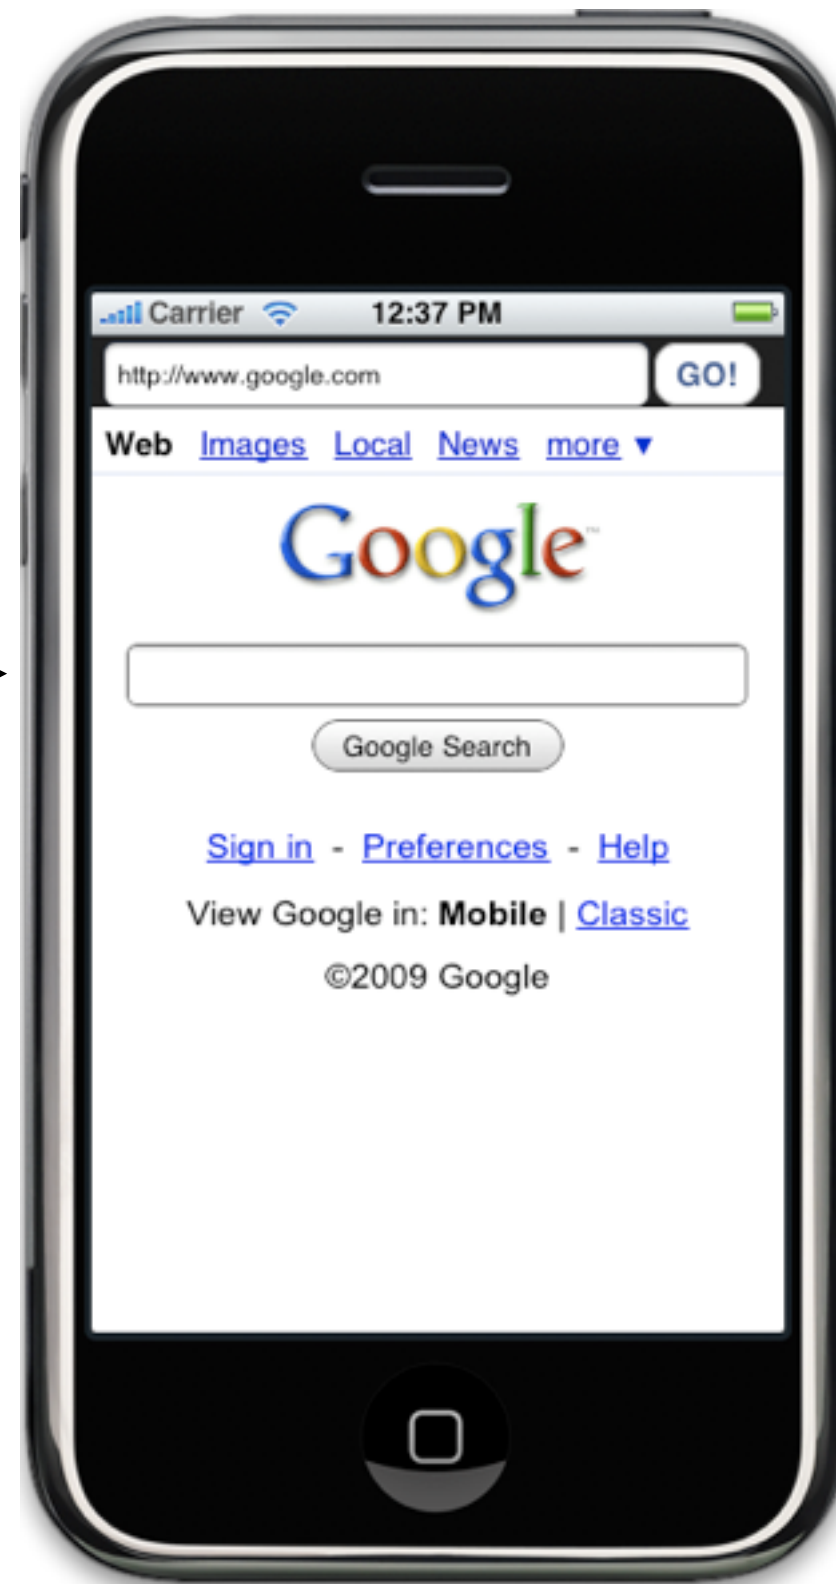 Carrier 12:37 PM
http://www.google.com GO!
Web Images Local News more ▼
Google™
Google Search
Sign in - Preferences - Help
View Google in: Mobile | Classic
©2009 Google